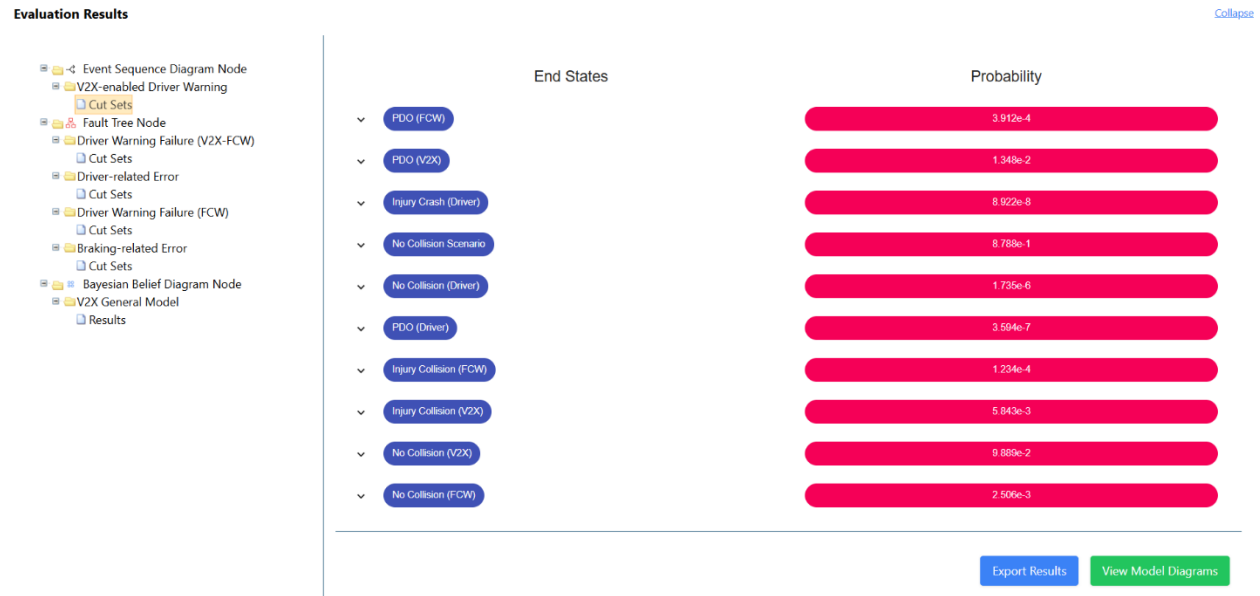 Evaluation Results
Collapse
Event Sequence Diagram Node
V2X-enabled Driver Warning
Cut Sets
Fault Tree Node
Driver Warning Failure (V2X-FCW)
Cut Sets
Driver-related Error
Cut Sets
Driver Warning Failure (FCW)
Cut Sets
Braking-related Error
Cut Sets
Bayesian Belief Diagram Node
V2X General Model
Results
End States Probability
PDO (FCW) 3.912e-4
PDO (V2X) 1.348e-2
Injury Crash (Driver) 8.922e-8
No Collision Scenario 8.788e-1
No Collision (Driver) 1.735e-6
PDO (Driver) 3.594e-7
Injury Collision (FCW) 1.234e-4
Injury Collision (V2X) 5.843e-3
No Collision (V2X) 9.889e-2
No Collision (FCW) 2.506e-3
Export Results View Model Diagrams